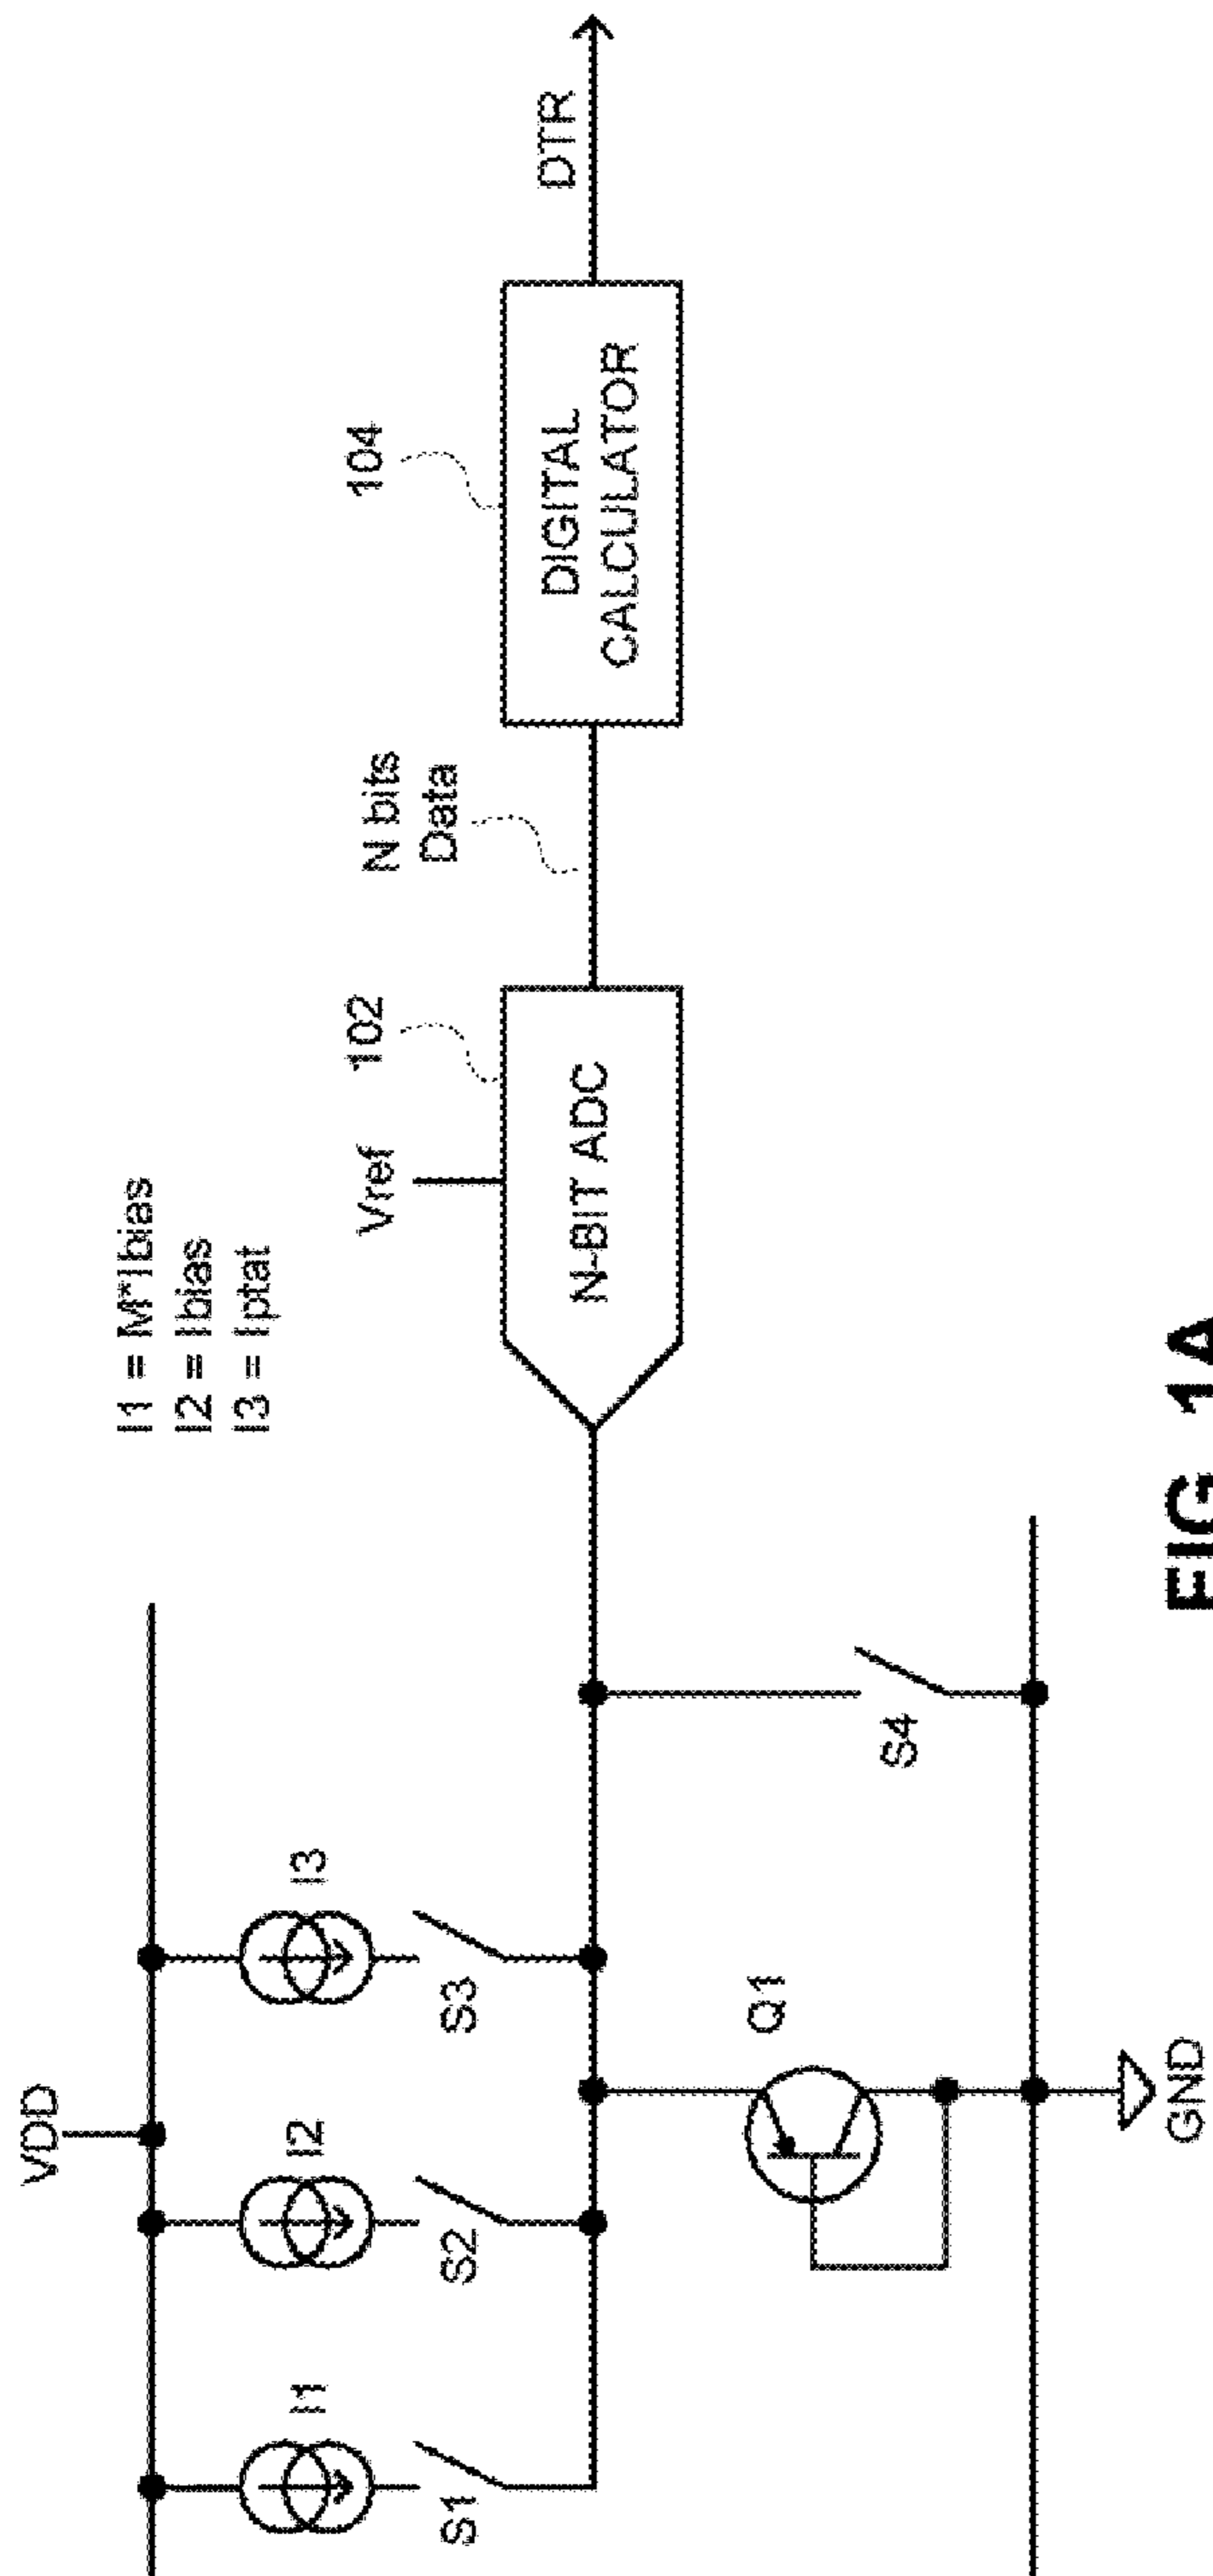 VDD
I1 = M*Ibias
I2 = Ibias
I3 = Iptat
I1
I2
I3
S1
S2
S3
Vref
102
N-BIT ADC
N bits
Data
104
DIGITAL
CALCULATOR
DTR
Q1
S4
GND
FIG. 1A